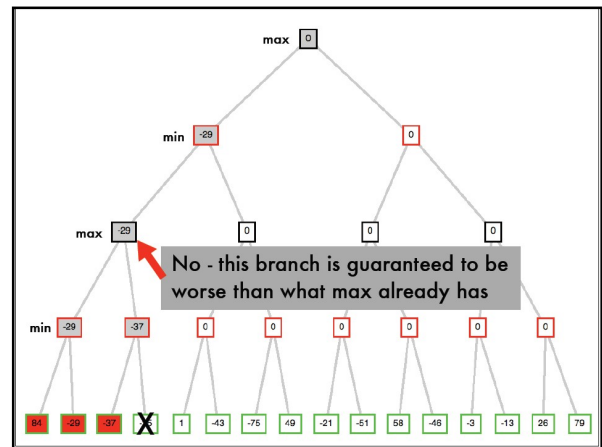 max 0
min -29 0
max -29 0 0 0
No - this branch is guaranteed to be
worse than what max already has
min -29 -37 0 0 0 0 0 0
84 -29 -37 X 1 -43 -75 49 -21 -51 58 -46 -3 -13 26 79